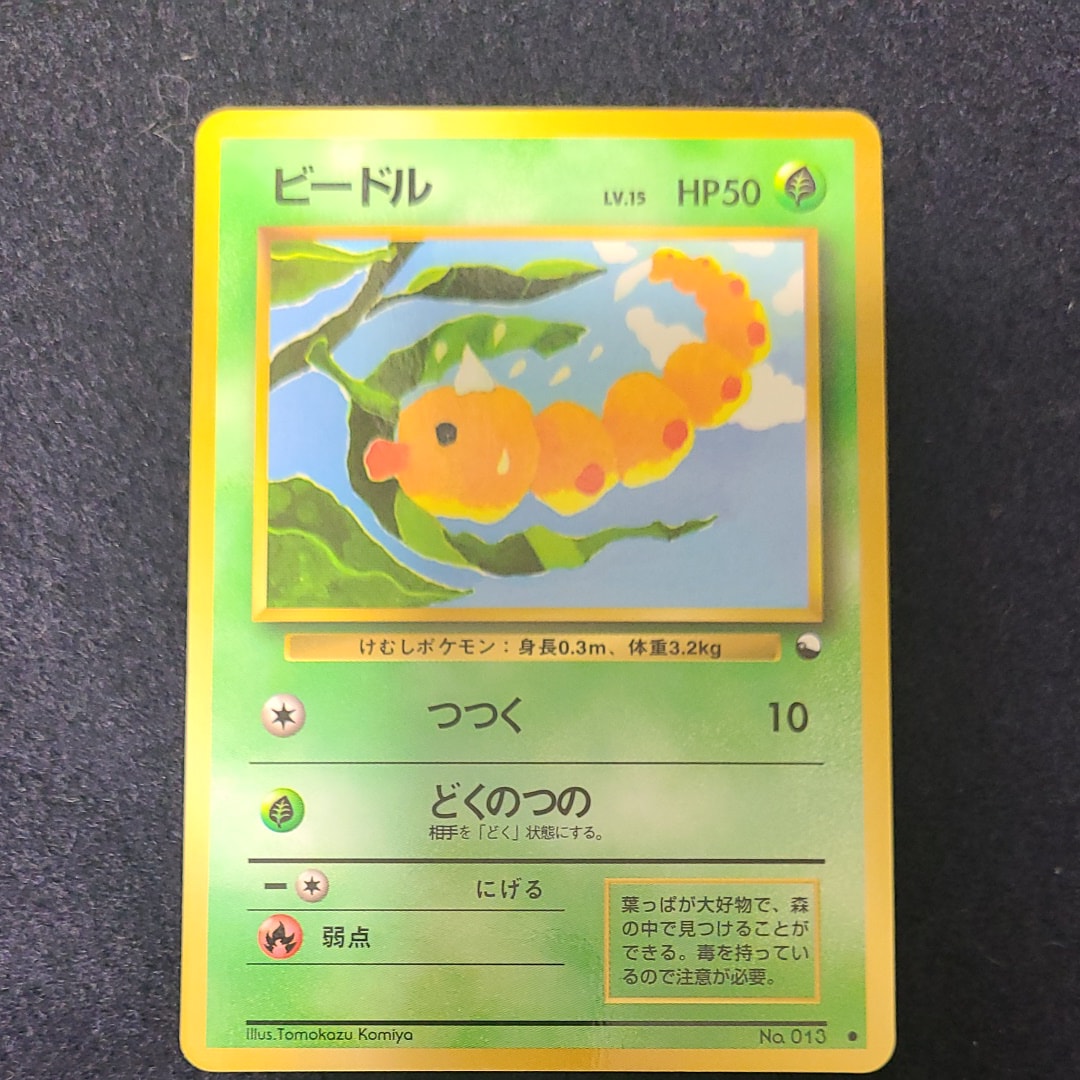 ビードル LV.15 HP50
けむしポケモン：身長0.3m、体重3.2kg
つつく 10
どくのつの
相手を「どく」状態にする。
ー にげる
弱点
葉っぱが大好物で、森
の中で見つけることが
できる。毒を持ってい
るので注意が必要。
Illus.Tomokazu Komiya No. 013 ●